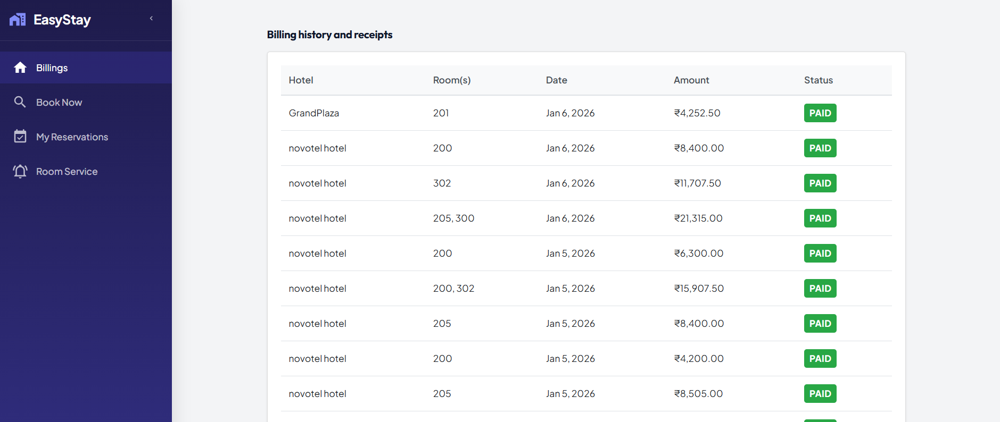 EasyStay
Billings
Book Now
My Reservations
Room Service
Billing history and receipts
Hotel Room(s) Date Amount Status
GrandPlaza 201 Jan 6, 2026 ₹4,252.50 PAID
novotel hotel 200 Jan 6, 2026 ₹8,400.00 PAID
novotel hotel 302 Jan 6, 2026 ₹11,707.50 PAID
novotel hotel 205, 300 Jan 6, 2026 ₹21,315.00 PAID
novotel hotel 200 Jan 5, 2026 ₹6,300.00 PAID
novotel hotel 200, 302 Jan 5, 2026 ₹15,907.50 PAID
novotel hotel 205 Jan 5, 2026 ₹8,400.00 PAID
novotel hotel 200 Jan 5, 2026 ₹4,200.00 PAID
novotel hotel 205 Jan 5, 2026 ₹8,505.00 PAID